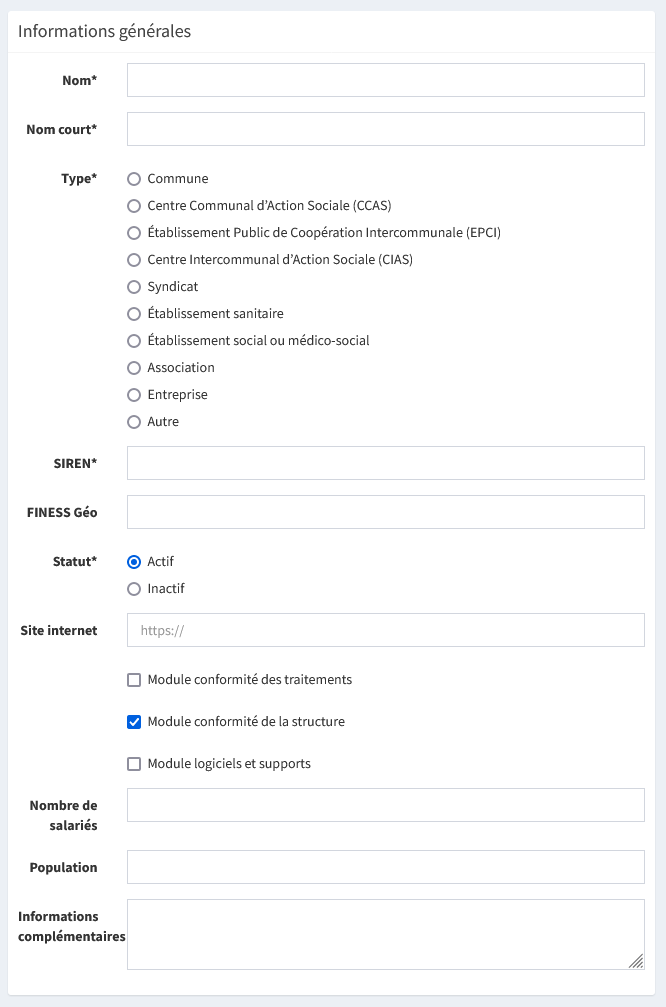 Informations générales
Nom*
Nom court*
Type*
Commune
Centre Communal d'Action Sociale (CCAS)
Établissement Public de Coopération Intercommunale (EPCI)
Centre Intercommunal d'Action Sociale (CIAS)
Syndicat
Établissement sanitaire
Établissement social ou médico-social
Association
Entreprise
Autre
SIREN*
FINESS Géo
Statut*
Actif
Inactif
Site internet
https://
Module conformité des traitements
Module conformité de la structure
Module logiciels et supports
Nombre de
salariés
Population
Informations
complémentaires